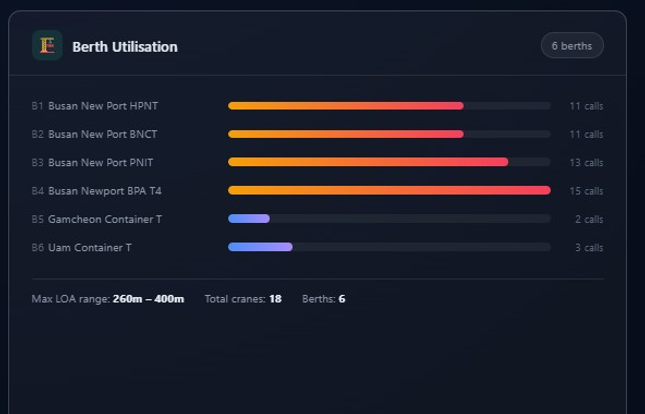 Berth Utilisation
6 berths
B1 Busan New Port HPNT 11 calls
B2 Busan New Port BNCT 11 calls
B3 Busan New Port PNIT 13 calls
B4 Busan Newport BPA T4 15 calls
B5 Gamcheon Container T 2 calls
B6 Uam Container T 3 calls
Max LOA range: 260m – 400m Total cranes: 18 Berths: 6